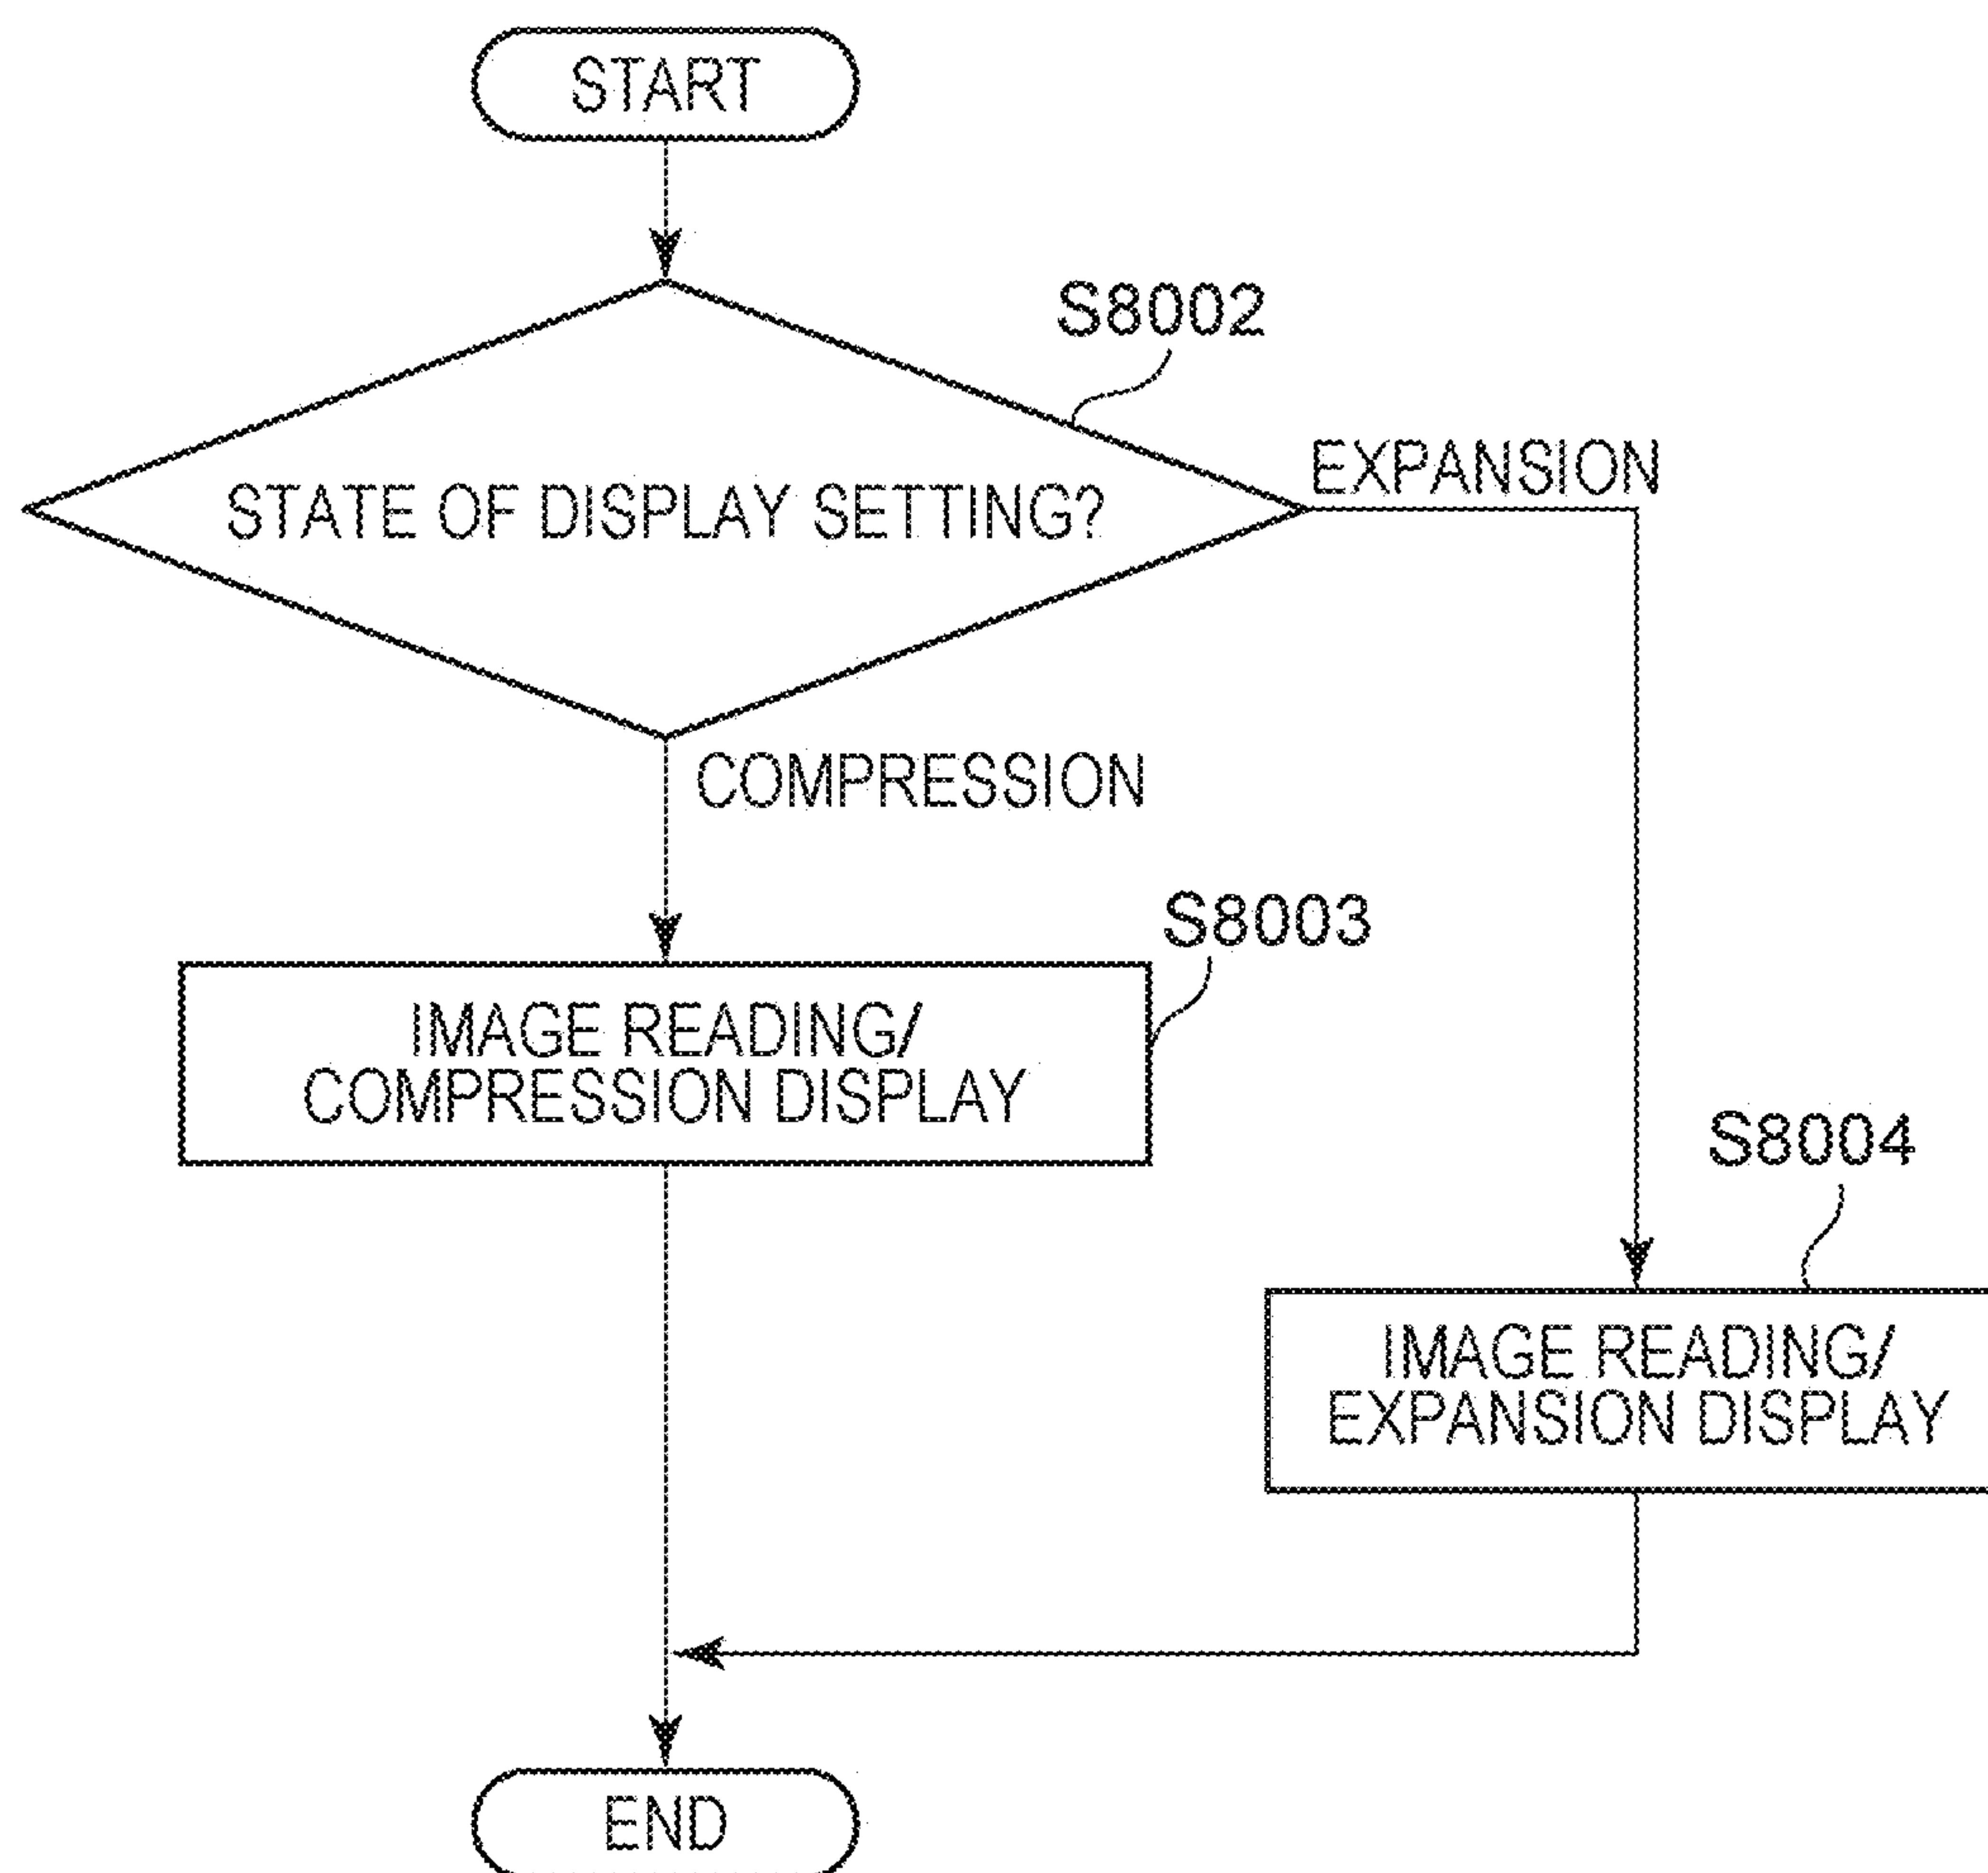 START
S8002
EXPANSION
STATE OF DISPLAY SETTING?
COMPRESSION
S8003
IMAGE READING/
COMPRESSION DISPLAY
S8004
IMAGE READING/
EXPANSION DISPLAY
END